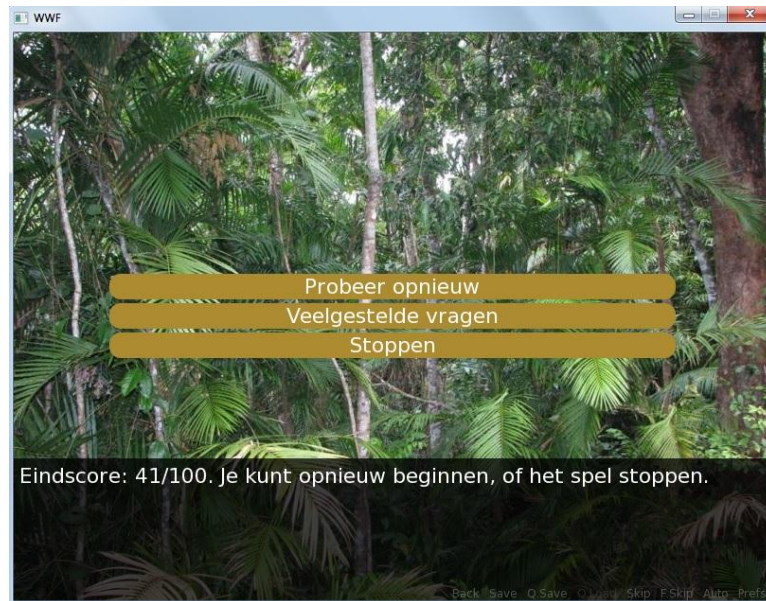 WWF
Probeer opnieuw
Veelgestelde vragen
Stoppen
Eindscore: 41/100. Je kunt opnieuw beginnen, of het spel stoppen.
Back Save Q.Save Q.Load Skip F.Skip Auto Prefs